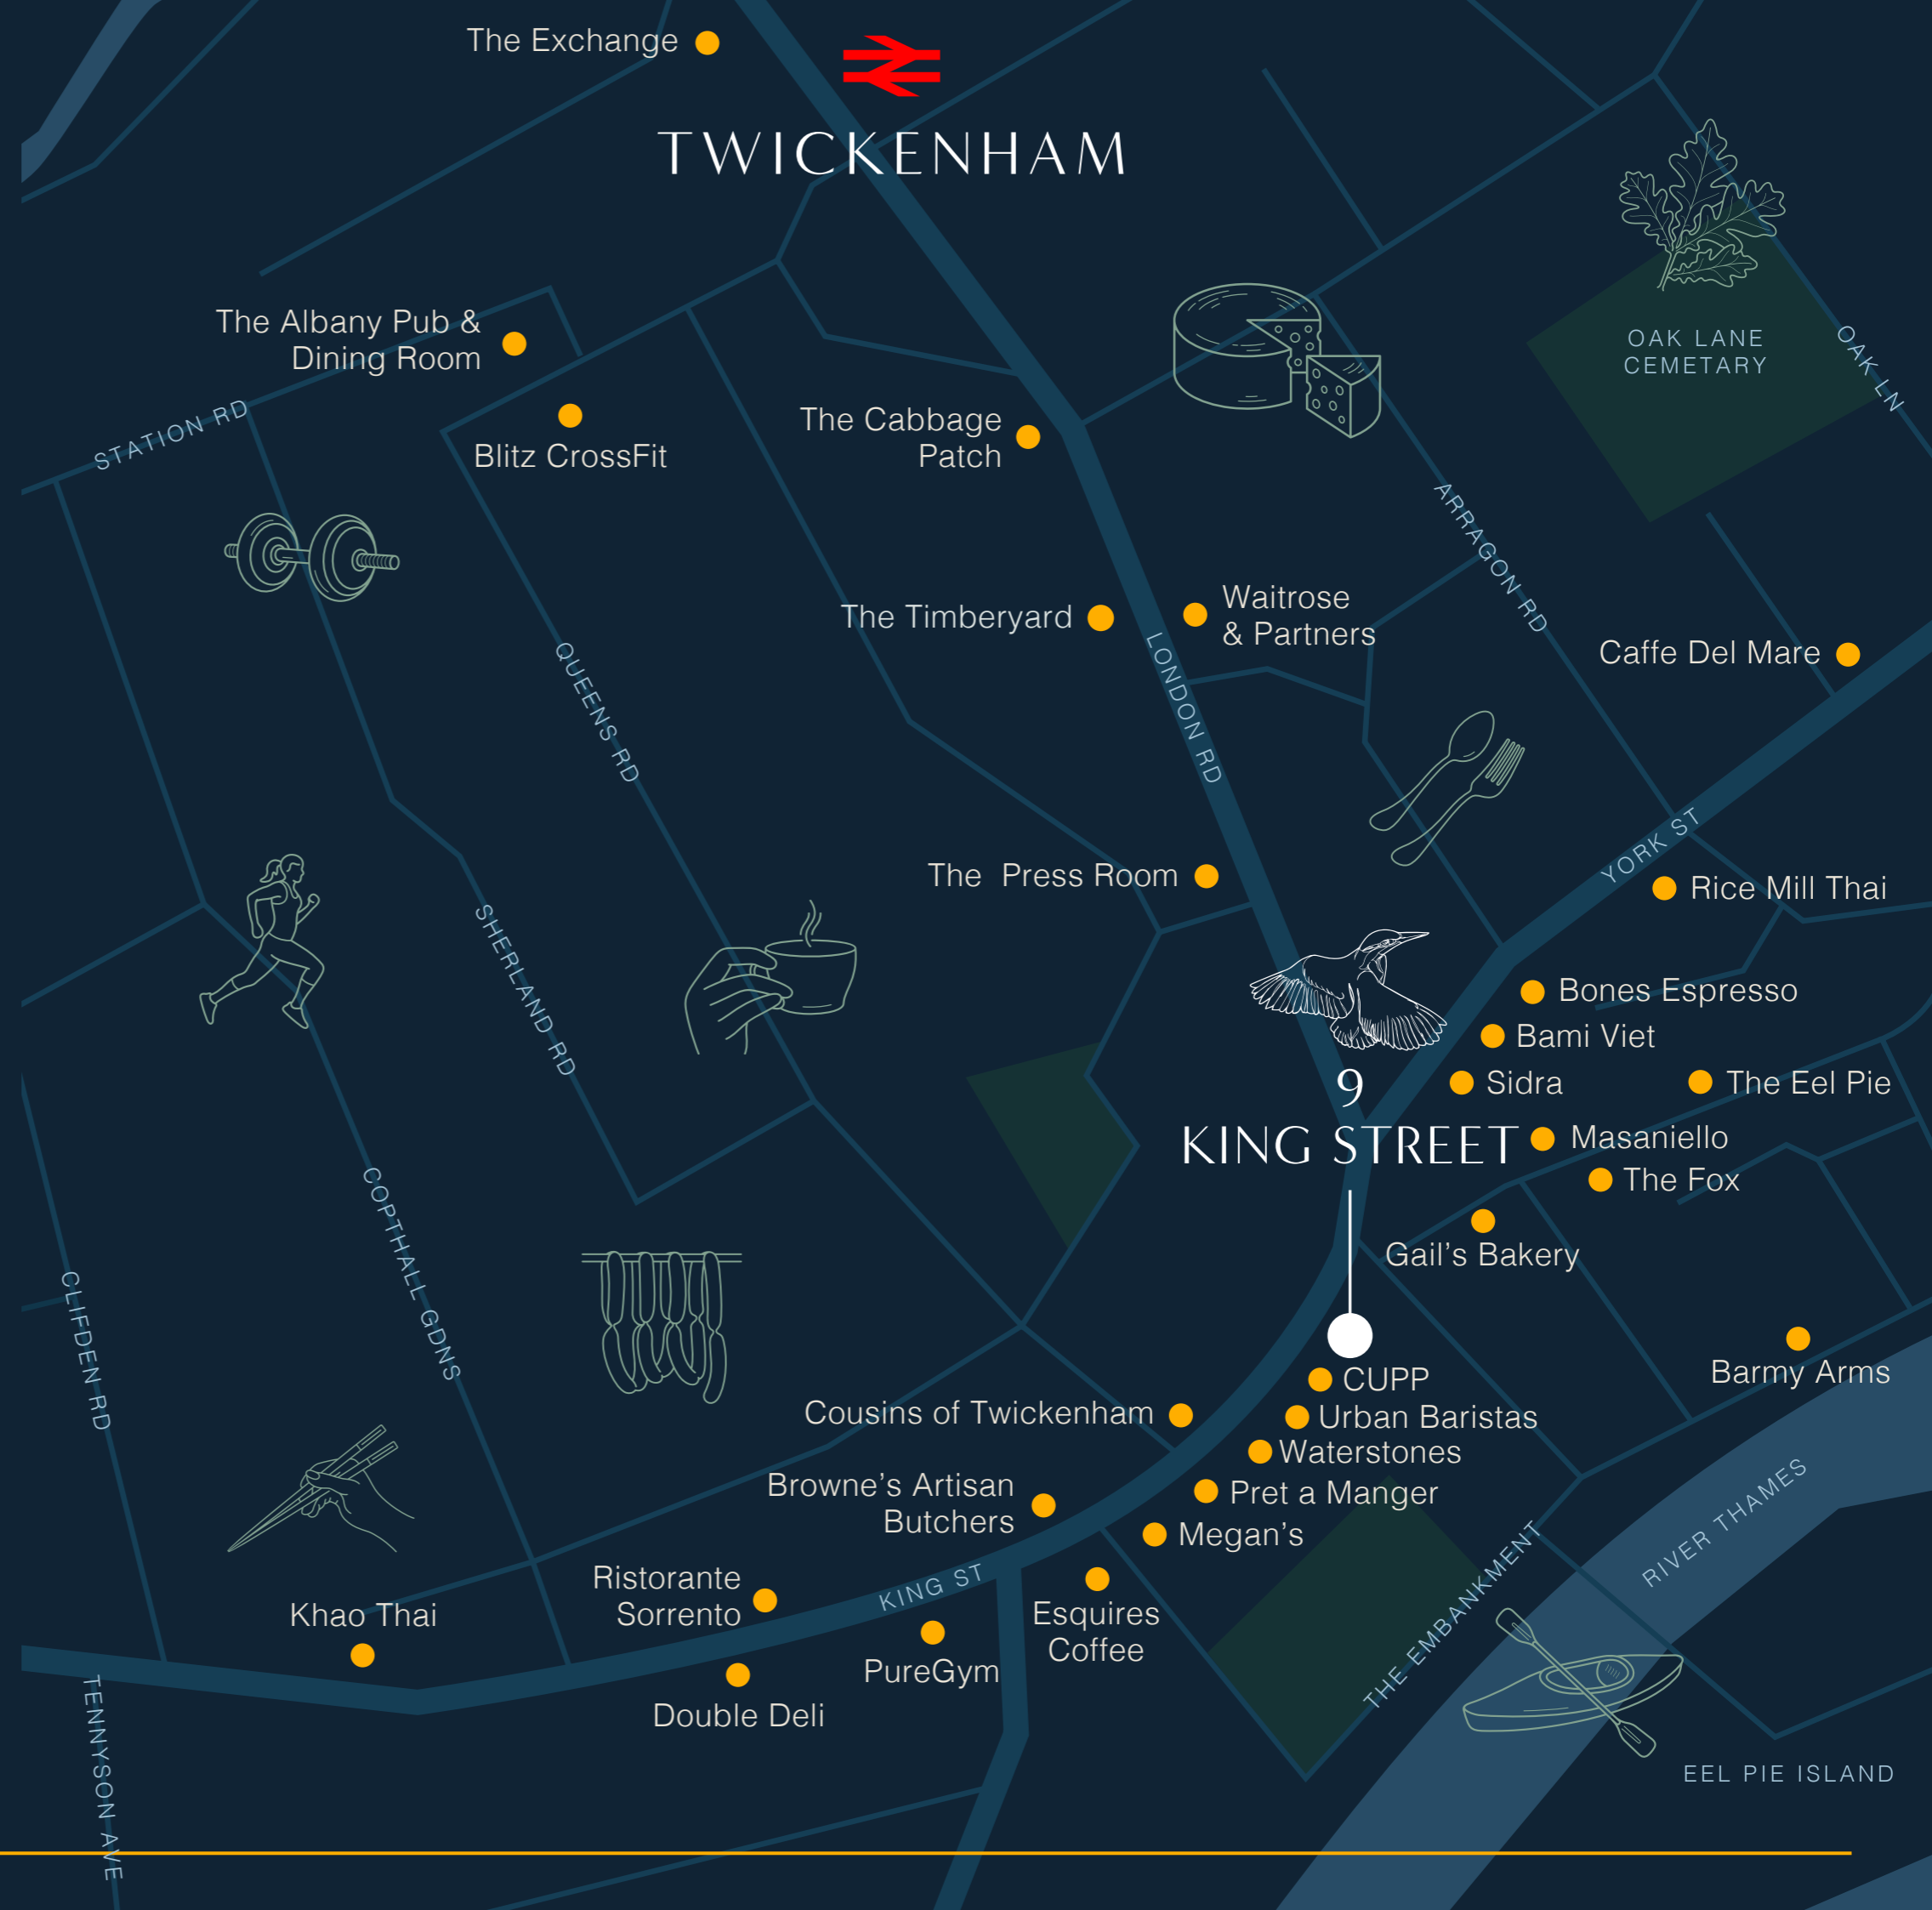 The Exchange
TWICKENHAM
The Albany Pub &
Dining Room
OAK LANE
CEMETARY
OAK LN
STATION RD
Blitz CrossFit
The Cabbage
Patch
ARRAGON RD
The Timberyard
Waitrose
& Partners
LONDON RD
Caffe Del Mare
QUEENS RD
YORK ST
The Press Room
Rice Mill Thai
SHERLAND RD
Bones Espresso
Bami Viet
Sidra
The Eel Pie
9
KING STREET
Masaniello
The Fox
Gail's Bakery
COPTHALL GDNS
CLIFDEN RD
Barmy Arms
CUPP
Cousins of Twickenham
Urban Baristas
Waterstones
Browne's Artisan
Butchers
Pret a Manger
Megan's
RIVER THAMES
THE EMBANKMENT
KING ST
Ristorante
Sorrento
Khao Thai
Esquires
Coffee
PureGym
Double Deli
TENNYSON AVE
EEL PIE ISLAND